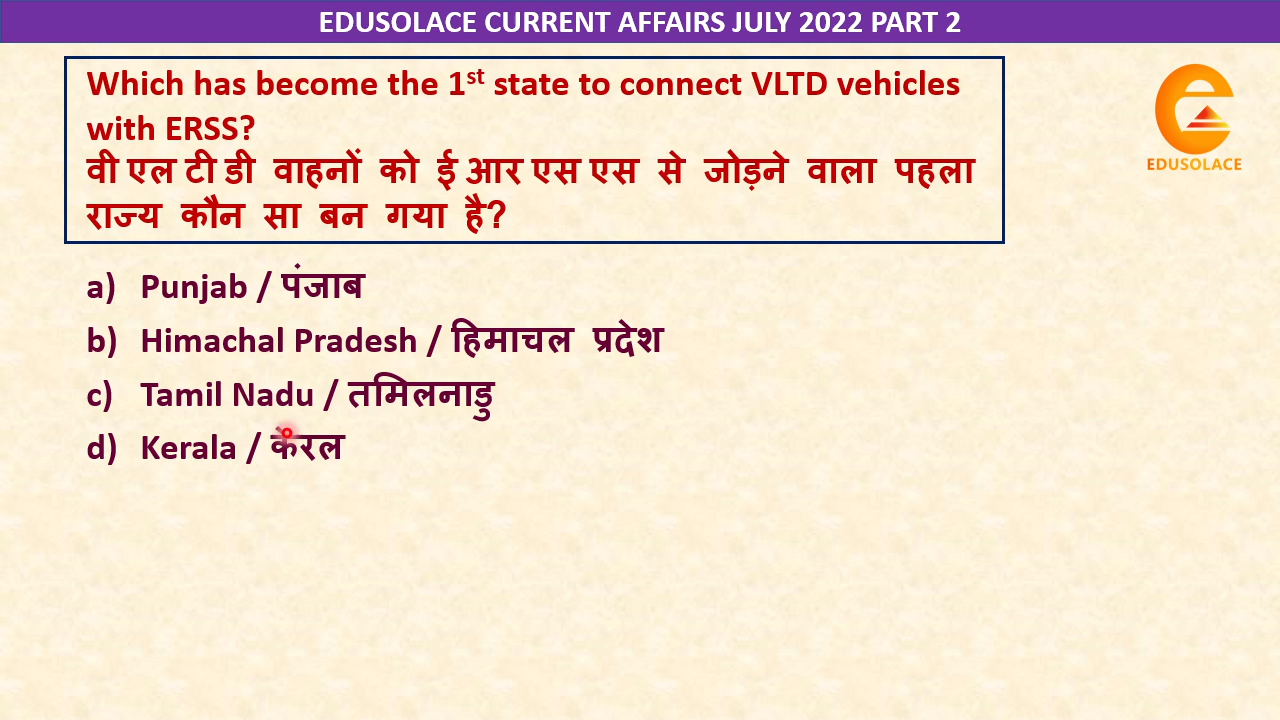 EDUSOLACE CURRENT AFFAIRS JULY 2022 PART 2
Which has become the 1st state to connect VLTD vehicles
with ERSS?
वी एल टी डी वाहनों को ई आर एस एस से जोड़ने वाला पहला
राज्य कौन सा बन गया है?
EDUSOLACE
a) Punjab / पंजाब
b) Himachal Pradesh / हिमाचल प्रदेश
c) Tamil Nadu / तमिलनाडु
d) Kerala / केरल